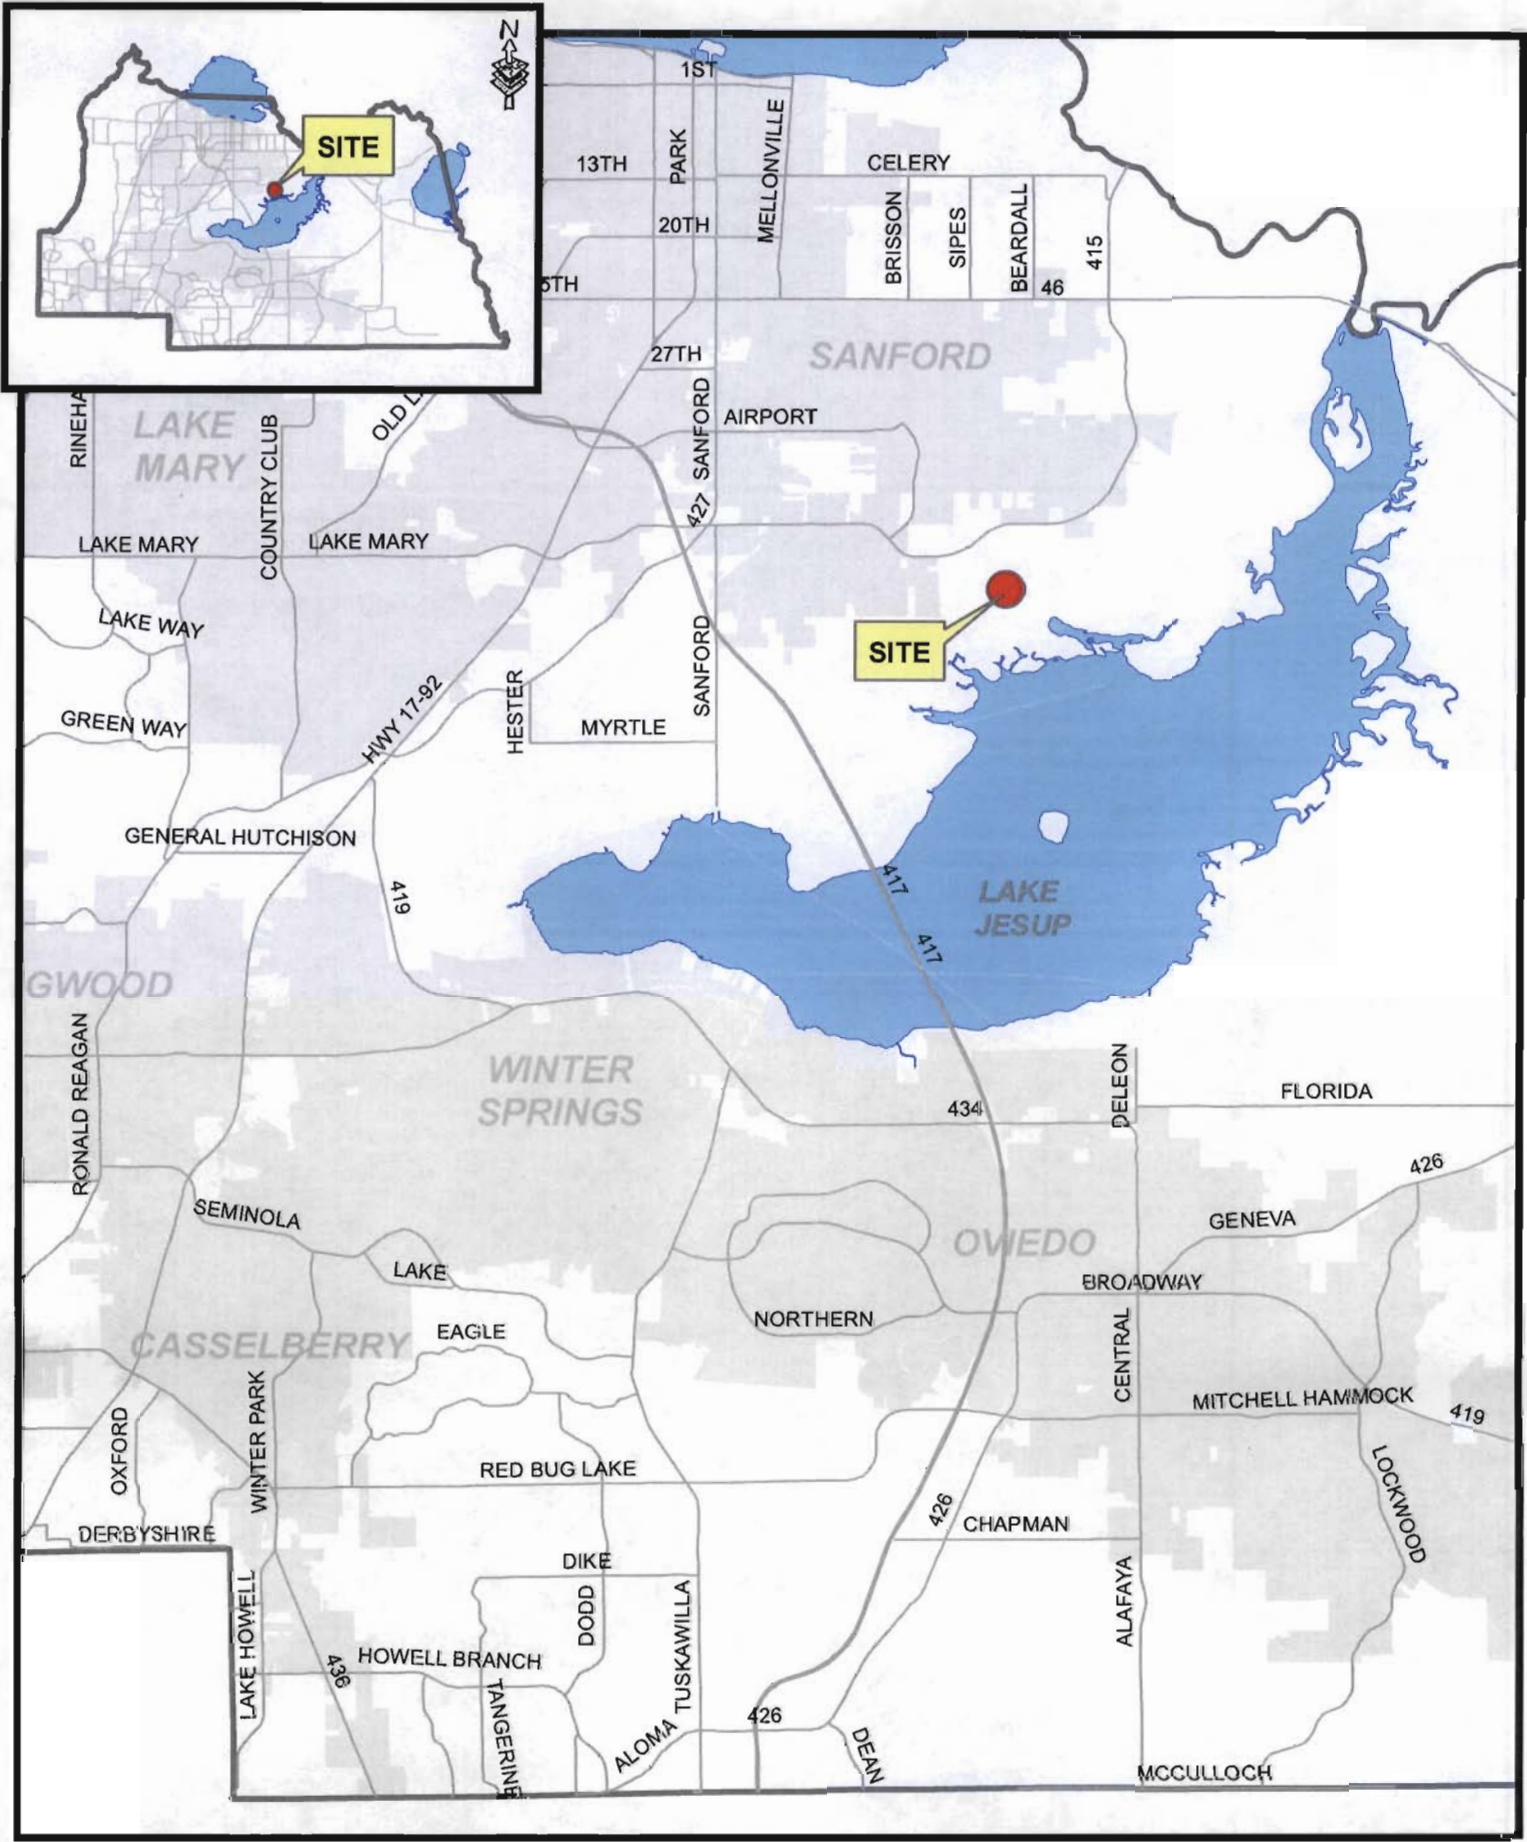 N
SITE
1ST
PARK
MELLONVILLE
13TH
CELERY
20TH
BRISSON
SIPES
BEARDALL
415
5TH
46
27TH
SANFORD
SANFORD
AIRPORT
RINEHA
LAKE
MARY
COUNTRY CLUB
OLD
427
LAKE MARY
LAKE MARY
LAKE WAY
SITE
SANFORD
GREEN WAY
HWY 17-92
HESTER
MYRTLE
GENERAL HUTCHISON
419
417
LAKE
JESUP
417
GWOOD
RONALD REAGAN
WINTER
SPRINGS
DELEON
FLORIDA
434
426
SEMINOLA
GENEVA
OVIEDO
LAKE
BROADWAY
NORTHERN
EAGLE
CASSELBERRY
CENTRAL
WINTER PARK
MITCHELL HAMMOCK
419
OXFORD
RED BUG LAKE
LOCKWOOD
426
CHAPMAN
DERBYSHIRE
DIKE
DODD
TUSKAWILLA
ALAFAYA
LAKE HOWELL
436
HOWELL BRANCH
TANGERINE
ALOMA
426
DEAN
MCCULLOCH